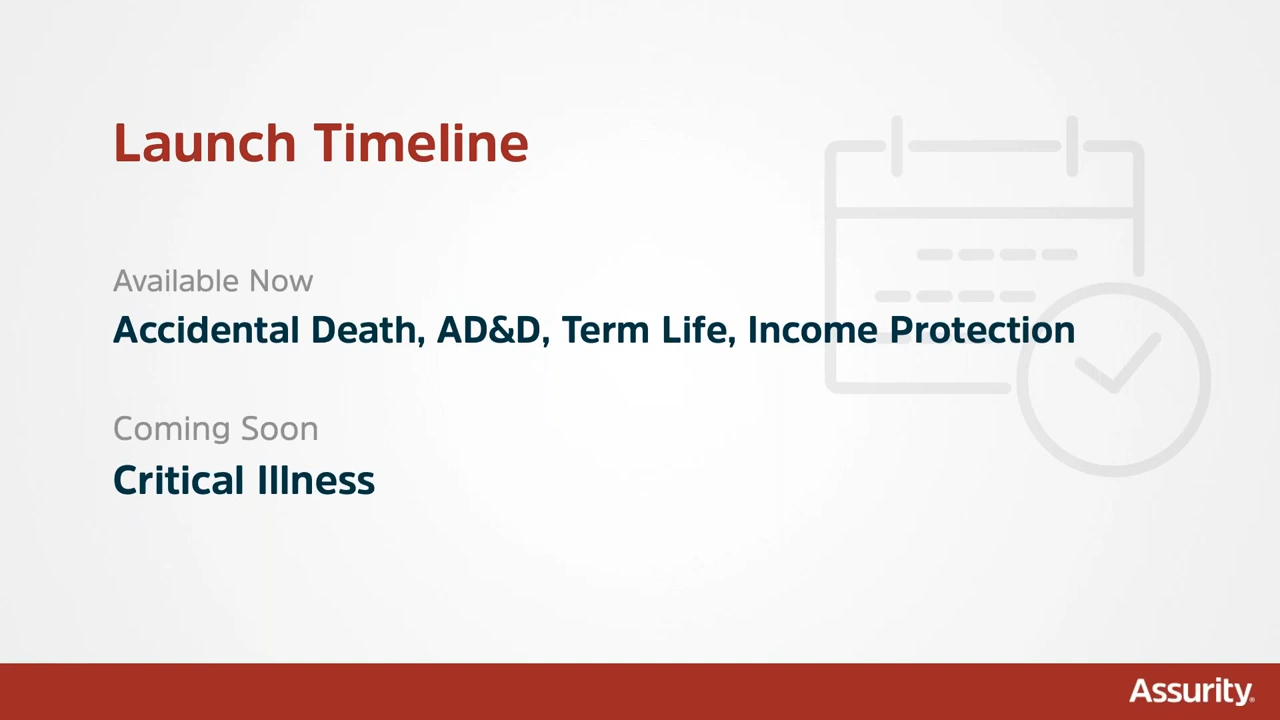 Launch Timeline
Available Now
Accidental Death, AD&D, Term Life, Income Protection
Coming Soon
Critical Illness
Assurity®